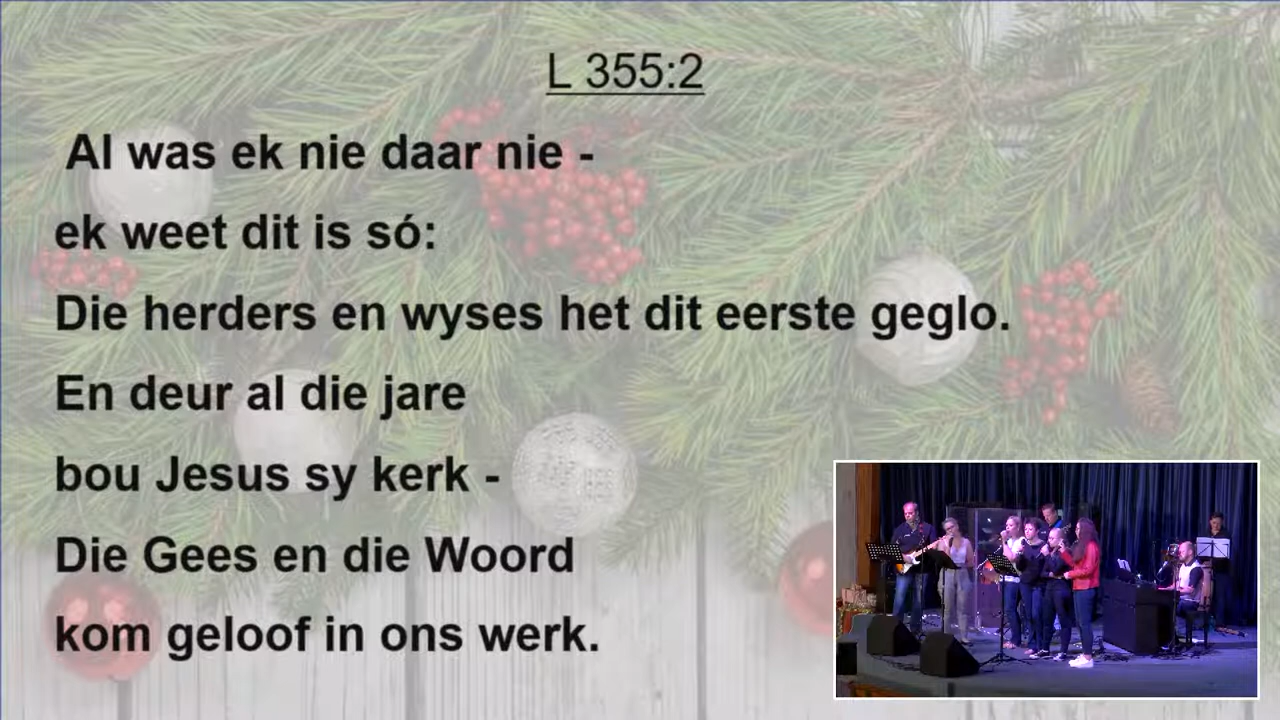 L 355:2
Al was ek nie daar nie -
ek weet dit is só:
Die herders en wyses het dit eerste geglo.
En deur al die jare
bou Jesus sy kerk -
Die Gees en die Woord
kom geloof in ons werk.